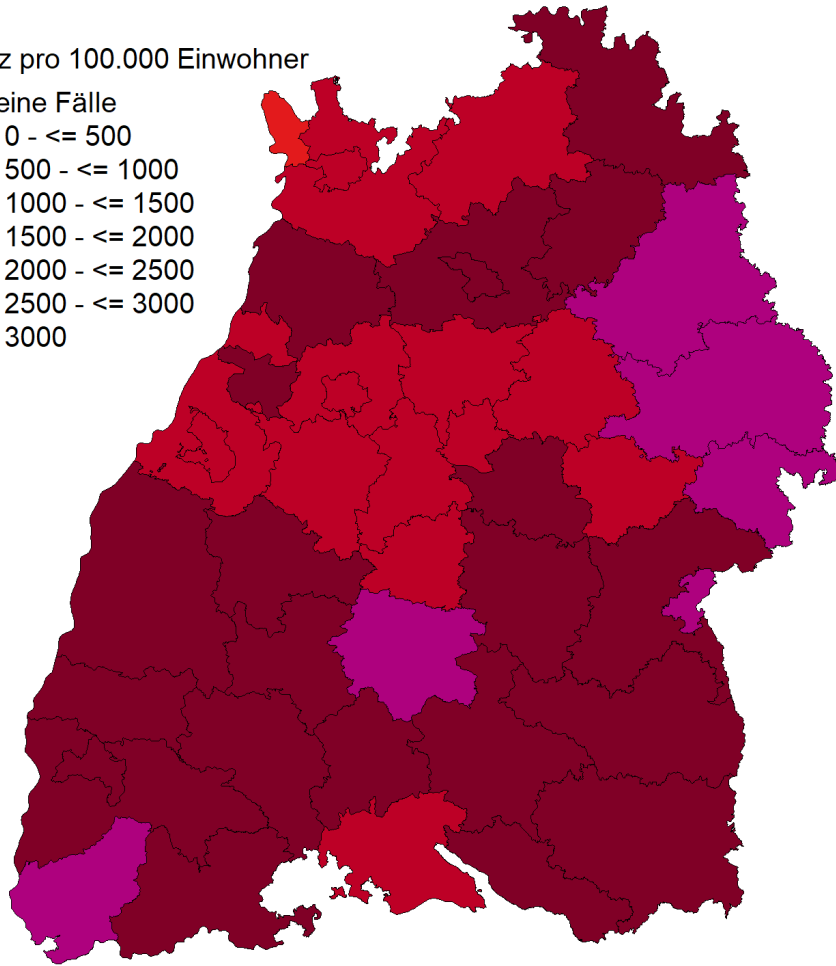 z pro 100.000 Einwohner
eine Fälle
0 - <= 500
500 - <= 1000
1000 - <= 1500
1500 - <= 2000
2000 - <= 2500
2500 - <= 3000
3000